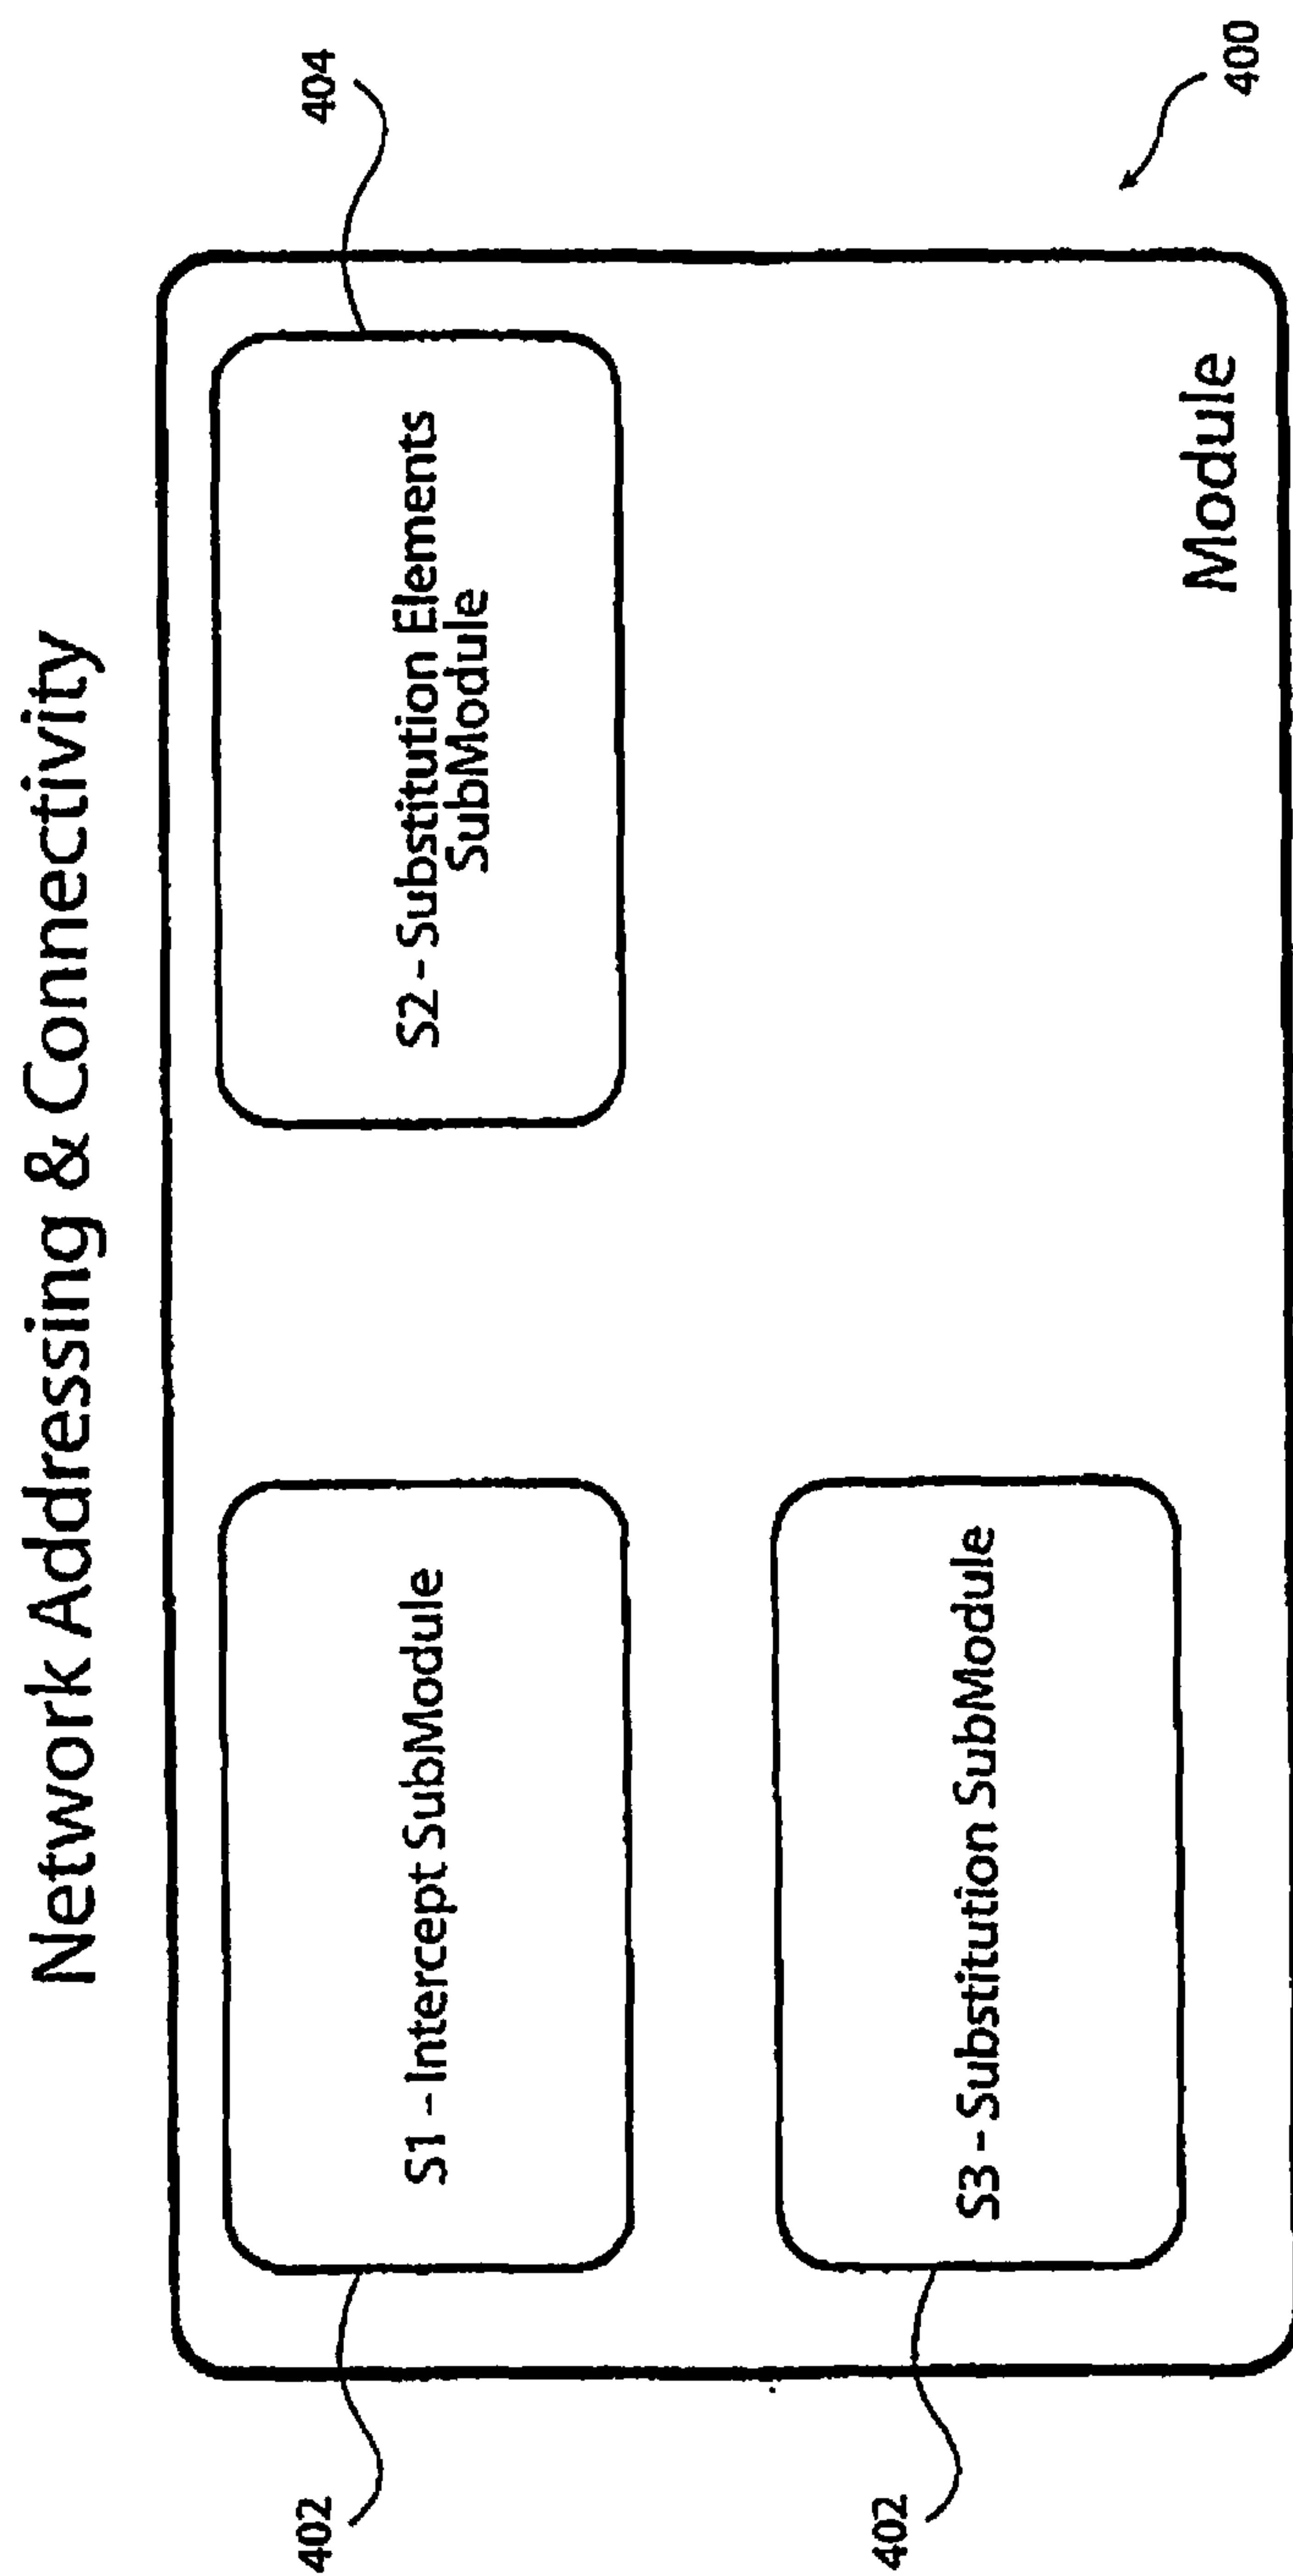 Network Addressing & Connectivity
402
S1 – Intercept SubModule
S2 – Substitution Elements
SubModule
404
402
S3 – Substitution SubModule
Module
400